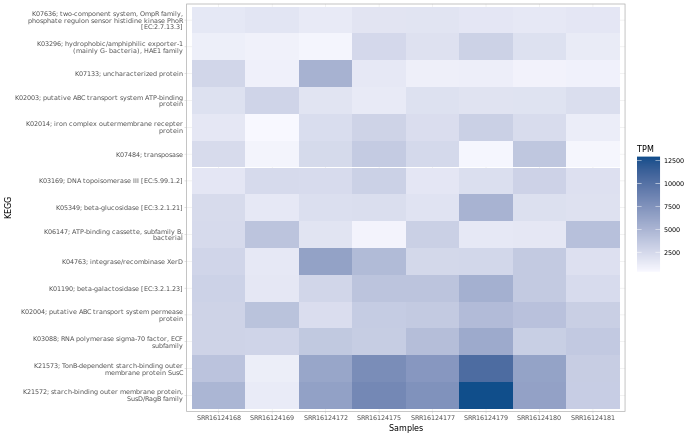 K07636; two-component system, OmpR family,
phosphate regulon sensor histidine kinase PhoR
[EC:2.7.13.3]
K03296; hydrophobic/amphiphilic exporter-1
(mainly G- bacteria), HAE1 family
K07133; uncharacterized protein
K02003; putative ABC transport system ATP-binding
protein
K02014; iron complex outermembrane recepter
protein
K07484; transposase
K03169; DNA topoisomerase III [EC:5.99.1.2]
K05349; beta-glucosidase [EC:3.2.1.21]
K06147; ATP-binding cassette, subfamily B,
bacterial
K04763; integrase/recombinase XerD
K01190; beta-galactosidase [EC:3.2.1.23]
K02004; putative ABC transport system permease
protein
K03088; RNA polymerase sigma-70 factor, ECF
subfamily
K21573; TonB-dependent starch-binding outer
membrane protein SusC
K21572; starch-binding outer membrane protein,
SusD/RagB family
KEGG
SRR16124168 SRR16124169 SRR16124172 SRR16124175 SRR16124177 SRR16124179 SRR16124180 SRR16124181
Samples
TPM
12500
10000
7500
5000
2500